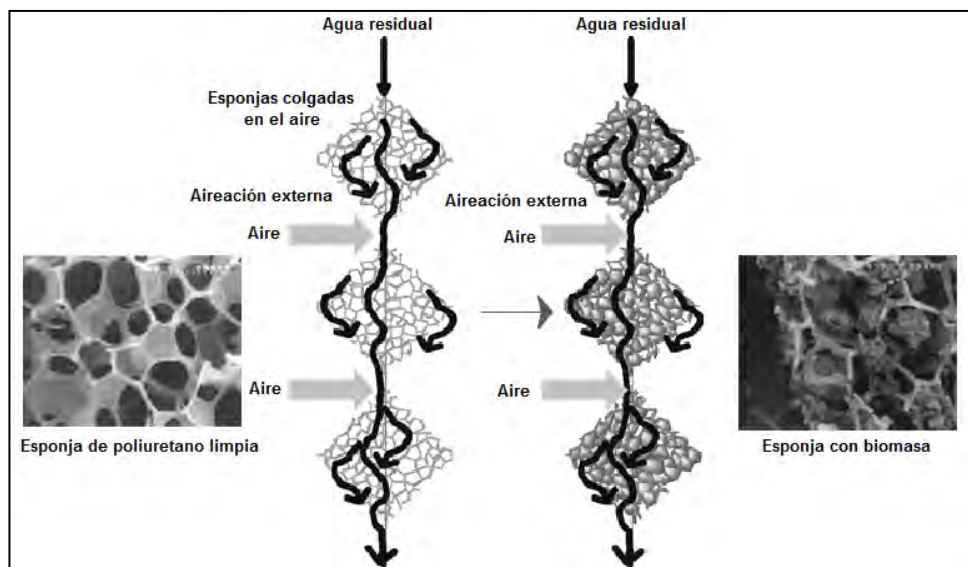 Agua residual
Agua residual
Esponjas colgadas
en el aire
Aireación externa
Aireación externa
Aire
Aire
Aire
Aire
Esponja de poliuretano limpia
Esponja con biomasa